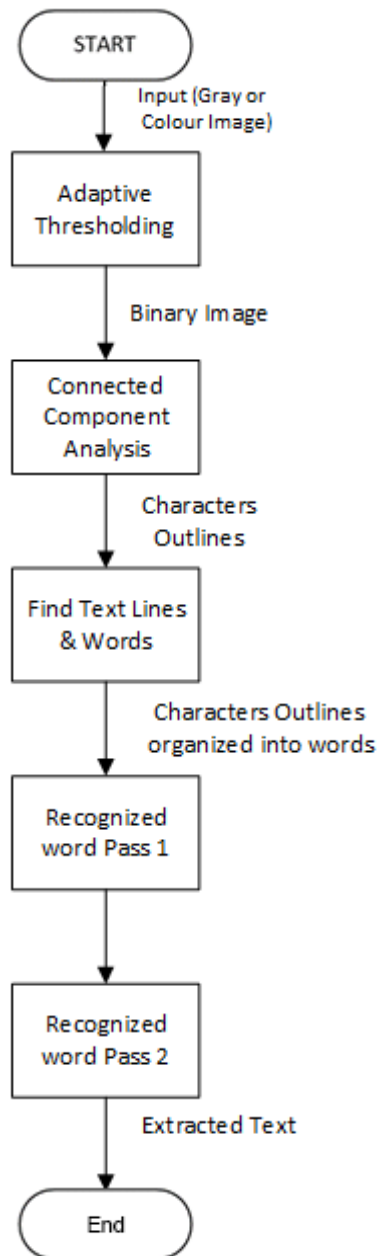 START
Input (Gray or
Colour Image)
Adaptive
Thresholding
Binary Image
Connected
Component
Analysis
Characters
Outlines
Find Text Lines
& Words
Characters Outlines
organized into words
Recognized
word Pass 1
Recognized
word Pass 2
Extracted Text
End